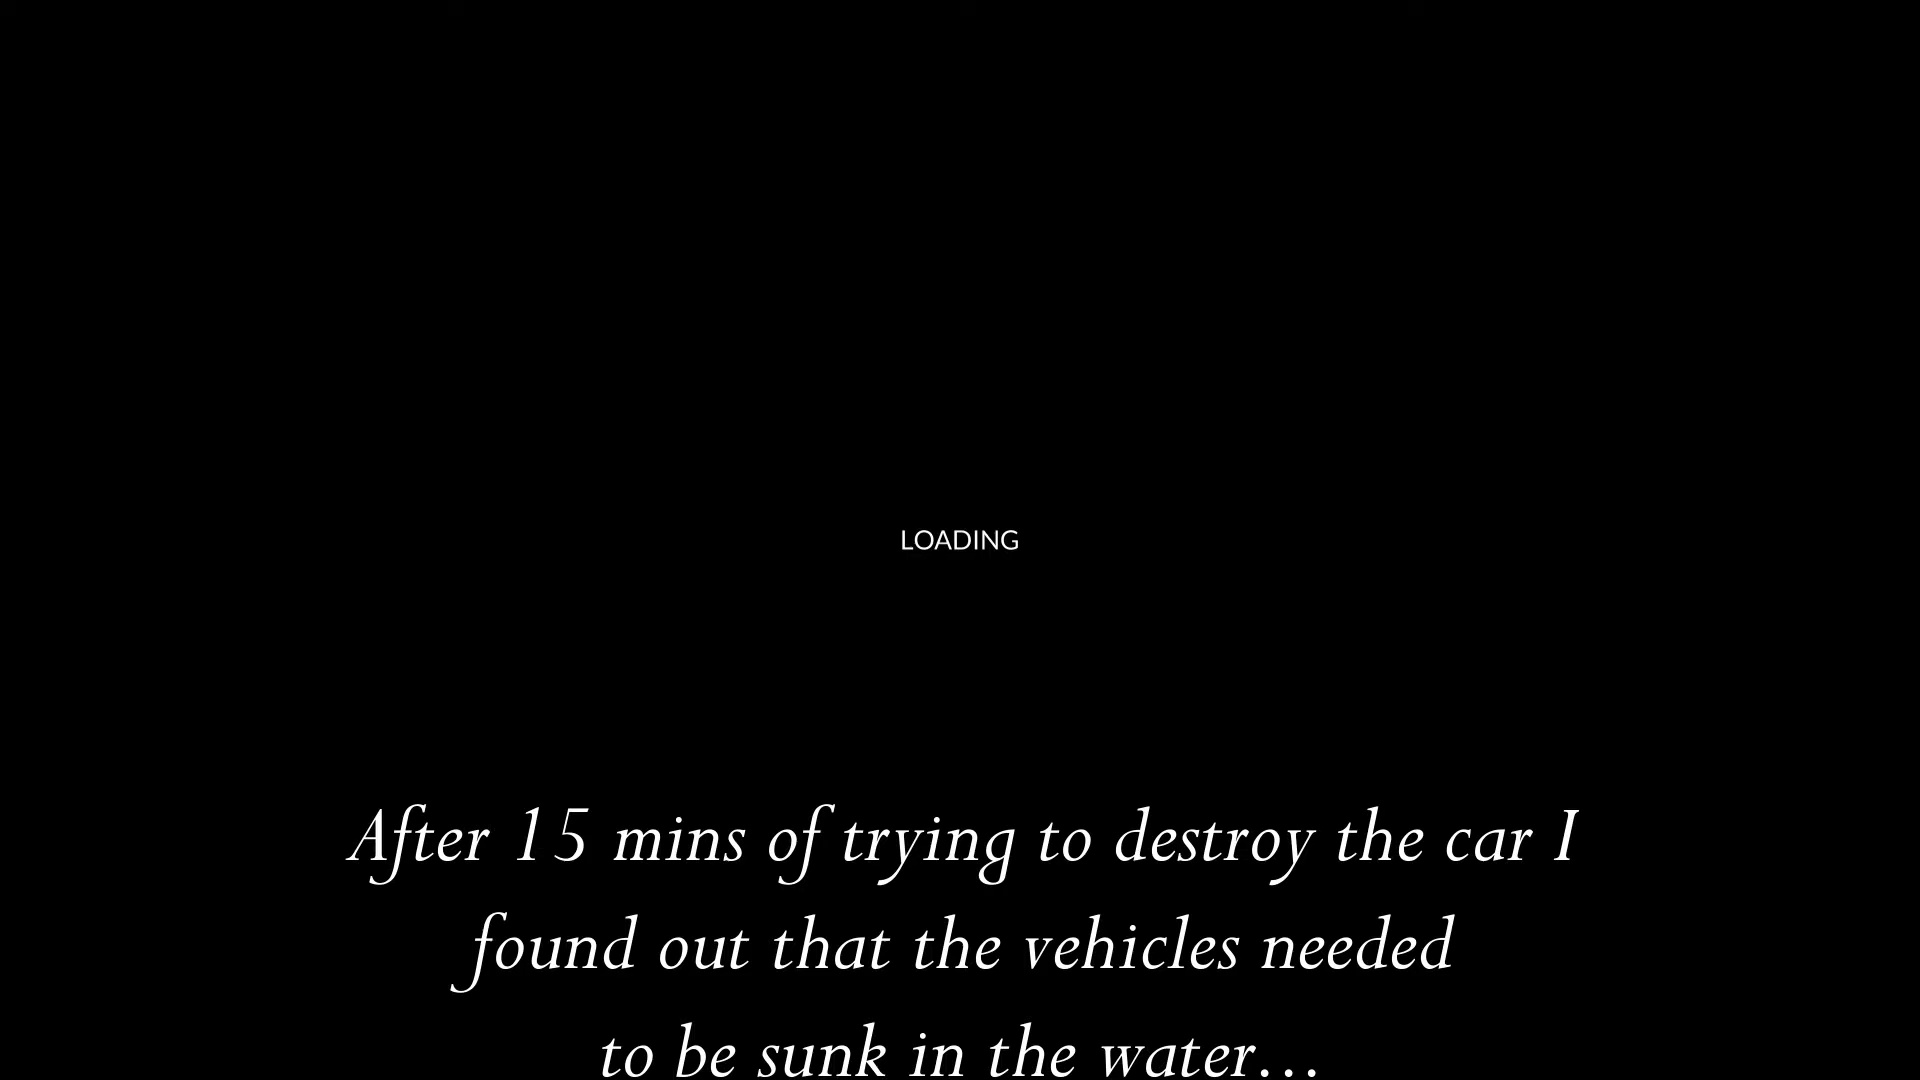 LOADING
After 15 mins of trying to destroy the car I
found out that the vehicles needed
to be sunk in the water...